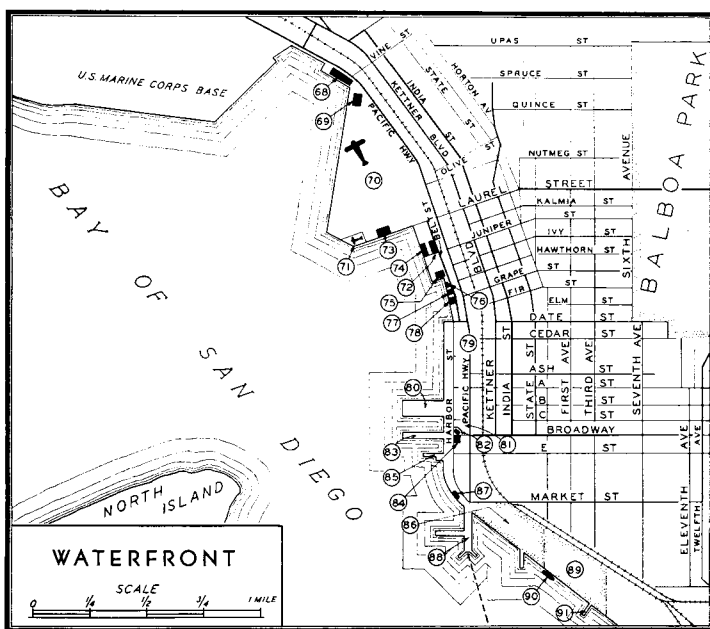 UPAS ST
VINE ST
U.S. MARINE CORPS BASE
SPRUCE ST
HORTON AV
STATE ST
INDIA ST
KETTNER BLVD
QUINCE ST
68
69
PACIFIC HWY
70
OLIVE ST
NUTMEG ST
LAUREL STREET
KALMIA ST
ST
JUNIPER
IVY ST
HAWTHORN ST
BELT ST
BLVD
GRAPE ST
FIR ST
ELM ST
DATE ST
CEDAR ST
SIXTH AVENUE
BALBOA PARK
BAY OF SAN DIEGO
71
73
74
72
75
76
77
78
79
ASH ST
A ST
B ST
C ST
BROADWAY
E ST
MARKET ST
HARBOR ST
PACIFIC HWY
KETTNER
INDIA ST
STATE ST
FIRST AVE
THIRD AVE
SEVENTH AVE
ELEVENTH AVE
TWELFTH AVE
80
83
82
81
85
84
87
86
88
89
90
91
NORTH ISLAND
WATERFRONT
SCALE
0 1/4 1/2 3/4 1 MILE